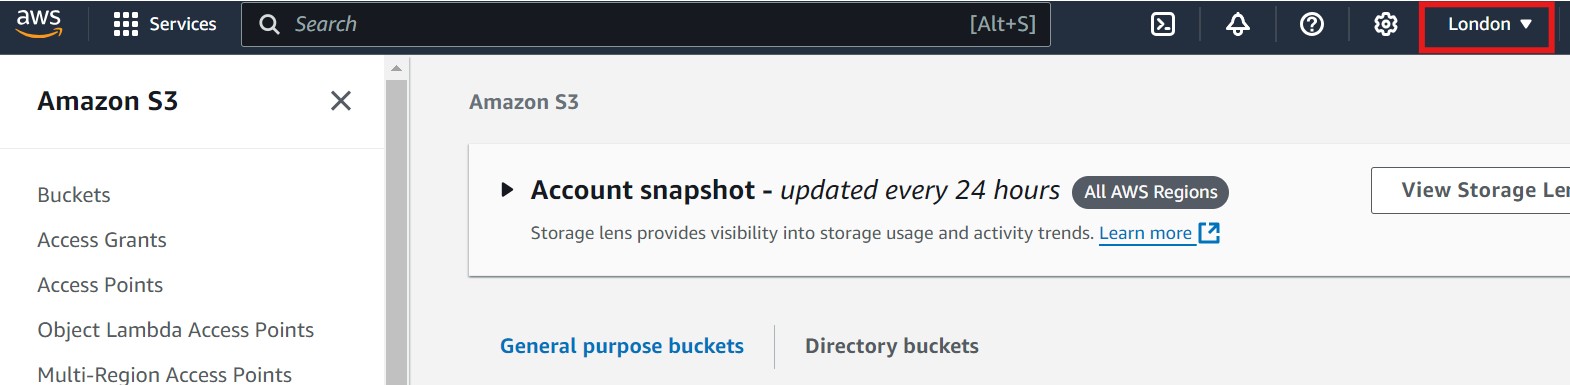 aws
Services
Search
[Alt+S]
London
Amazon S3
Buckets
Access Grants
Access Points
Object Lambda Access Points
Multi-Region Access Points
Amazon S3
Account snapshot - updated every 24 hours
All AWS Regions
View Storage Le
Storage lens provides visibility into storage usage and activity trends. Learn more
General purpose buckets
Directory buckets